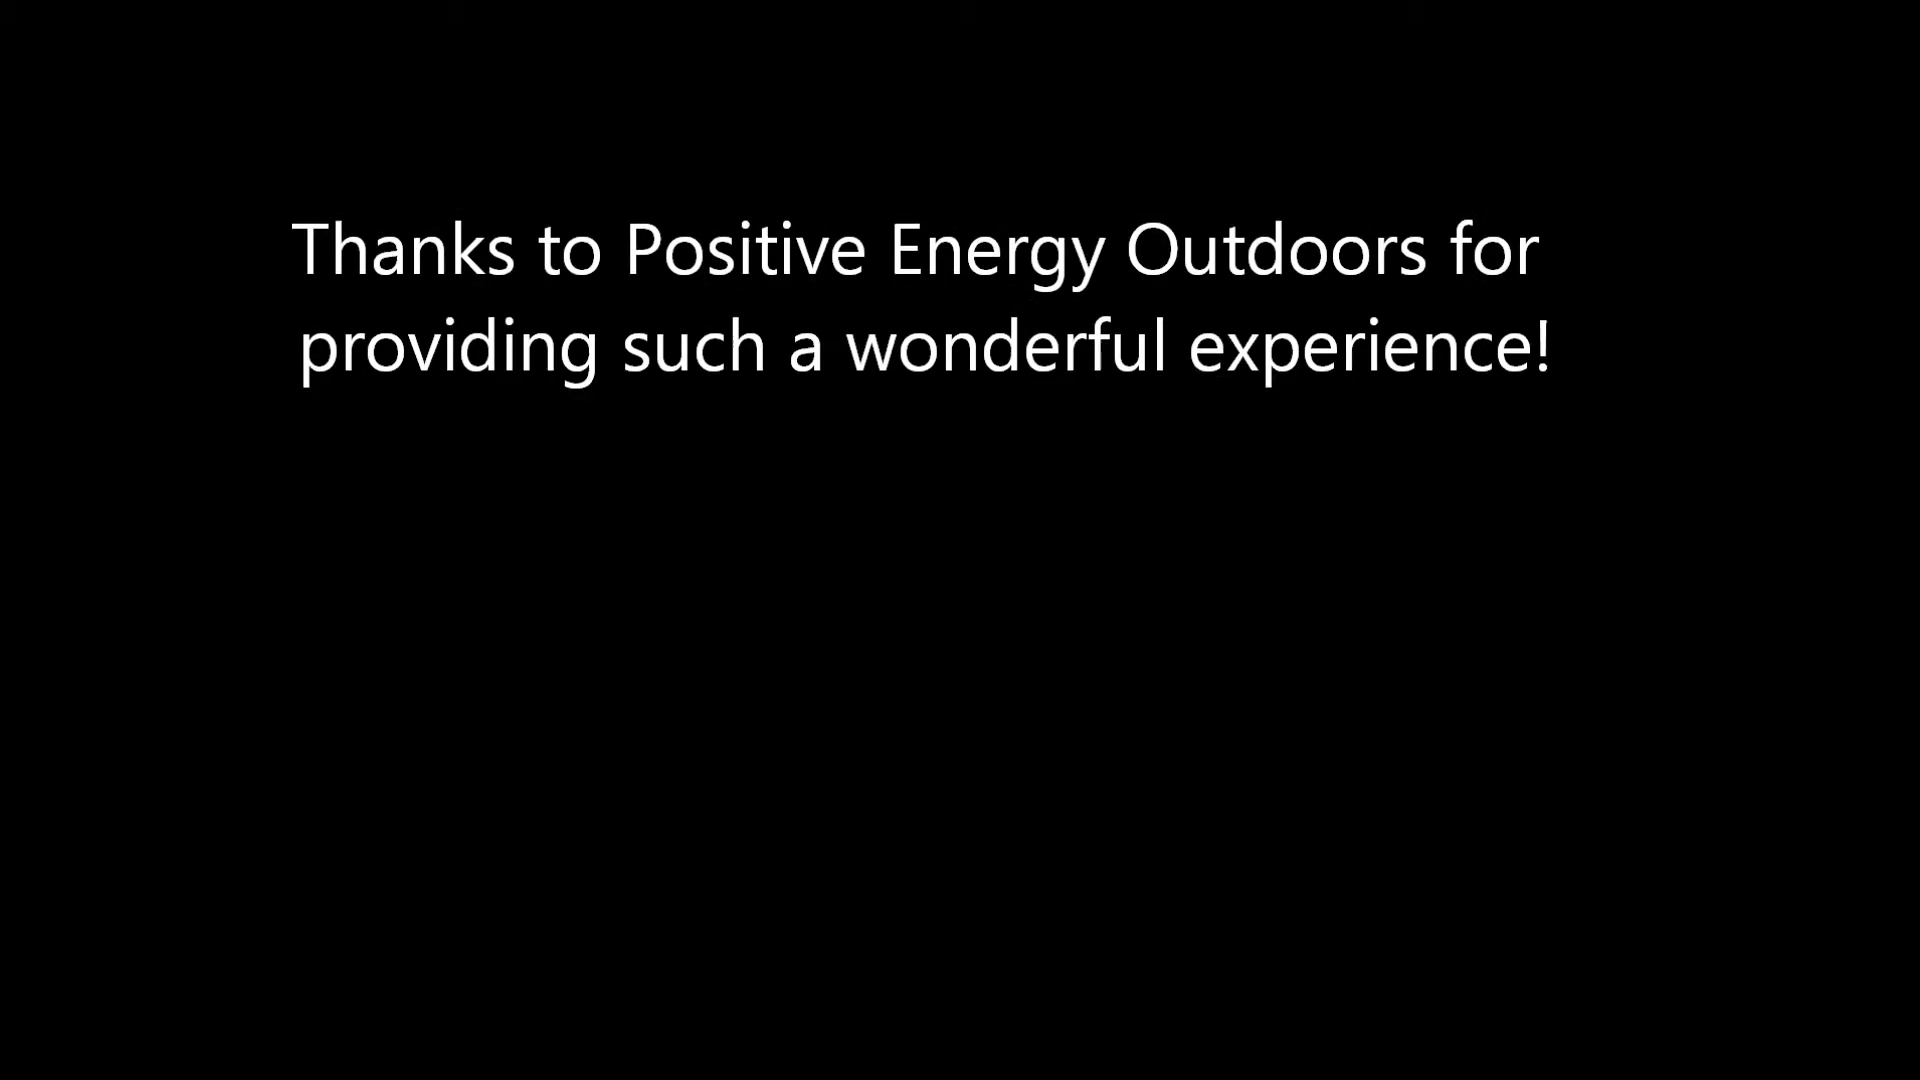 Thanks to Positive Energy Outdoors for
providing such a wonderful experience!